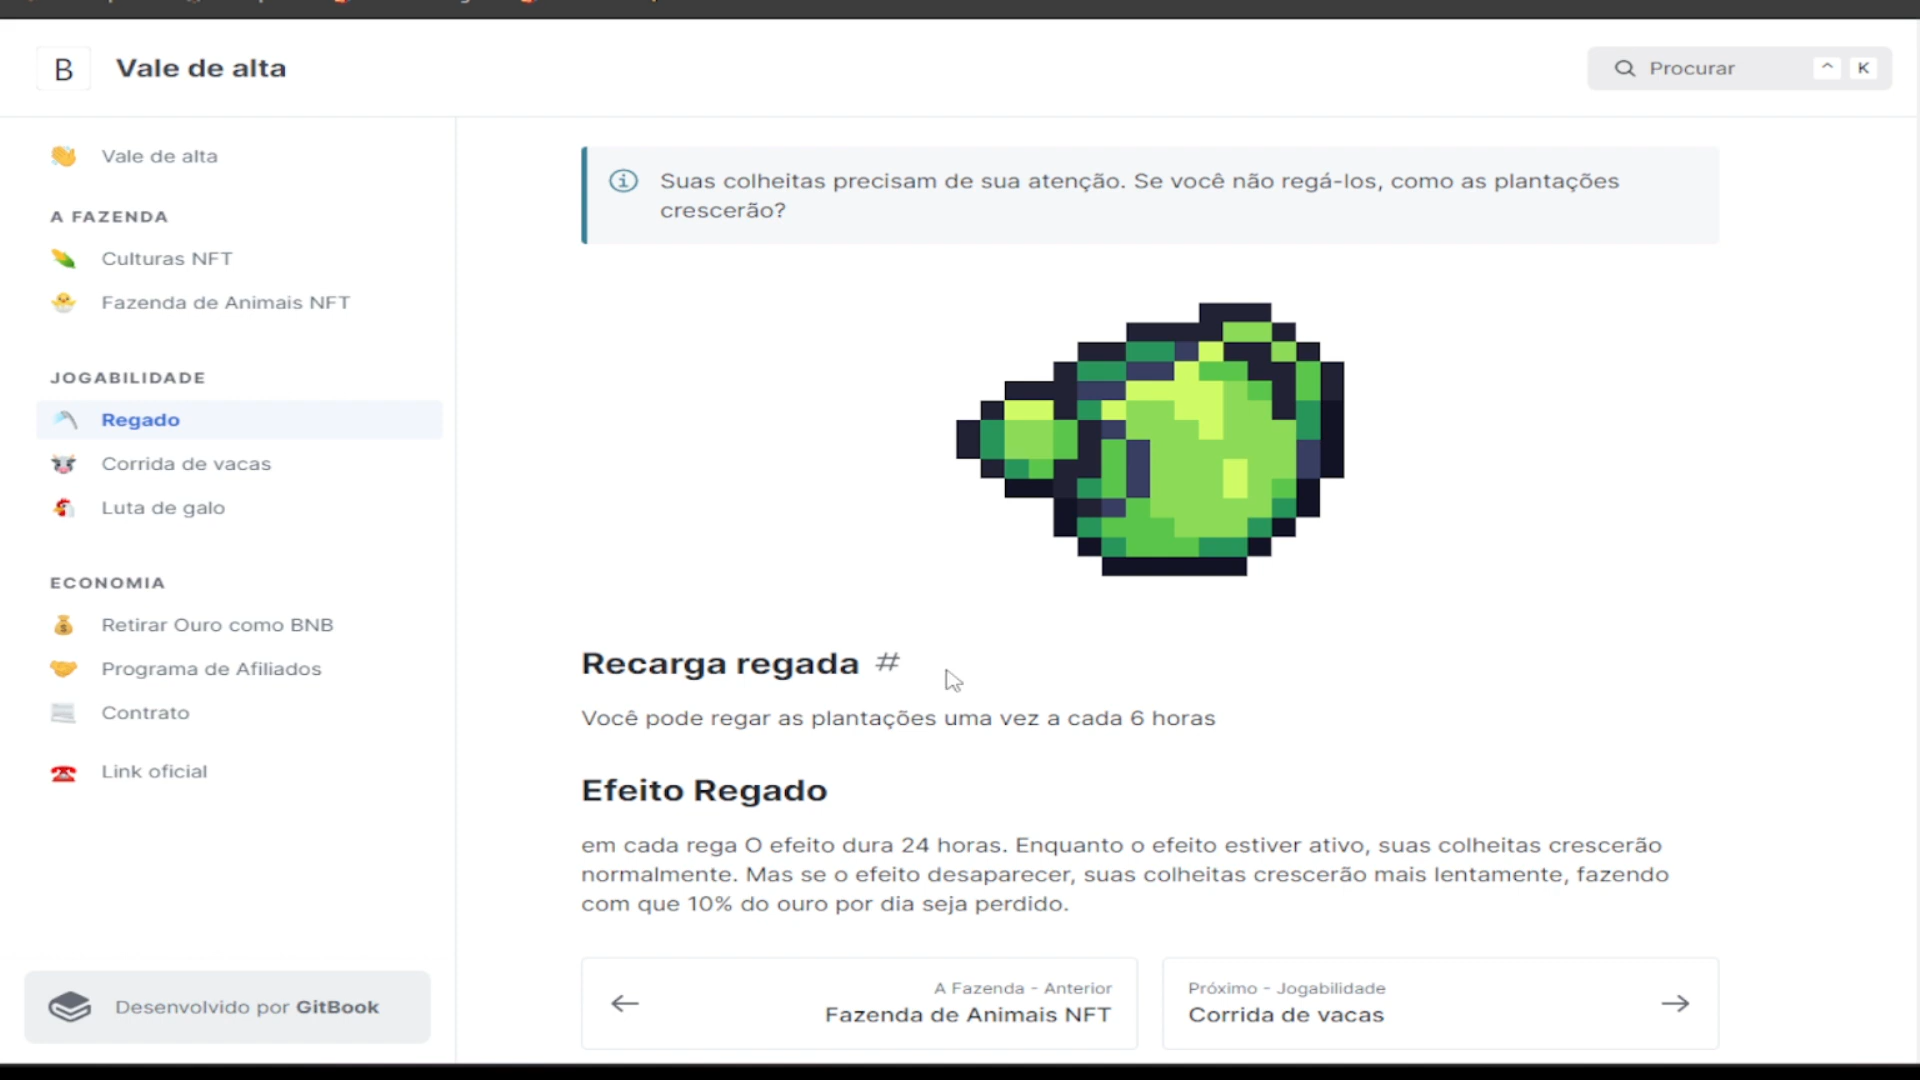 B
Vale de alta
Procurar
^
K
Vale de alta
A FAZENDA
Culturas NFT
Fazenda de Animais NFT
JOGABILIDADE
Regado
Corrida de vacas
Luta de galo
ECONOMIA
Retirar Ouro como BNB
Programa de Afiliados
Contrato
Link oficial
Desenvolvido por GitBook
Suas colheitas precisam de sua atenção. Se você não regá-los, como as plantações
crescerão?
Recarga regada #
Você pode regar as plantações uma vez a cada 6 horas
Efeito Regado
em cada rega O efeito dura 24 horas. Enquanto o efeito estiver ativo, suas colheitas crescerão
normalmente. Mas se o efeito desaparecer, suas colheitas crescerão mais lentamente, fazendo
com que 10% do ouro por dia seja perdido.
A Fazenda - Anterior
Fazenda de Animais NFT
Próximo - Jogabilidade
Corrida de vacas